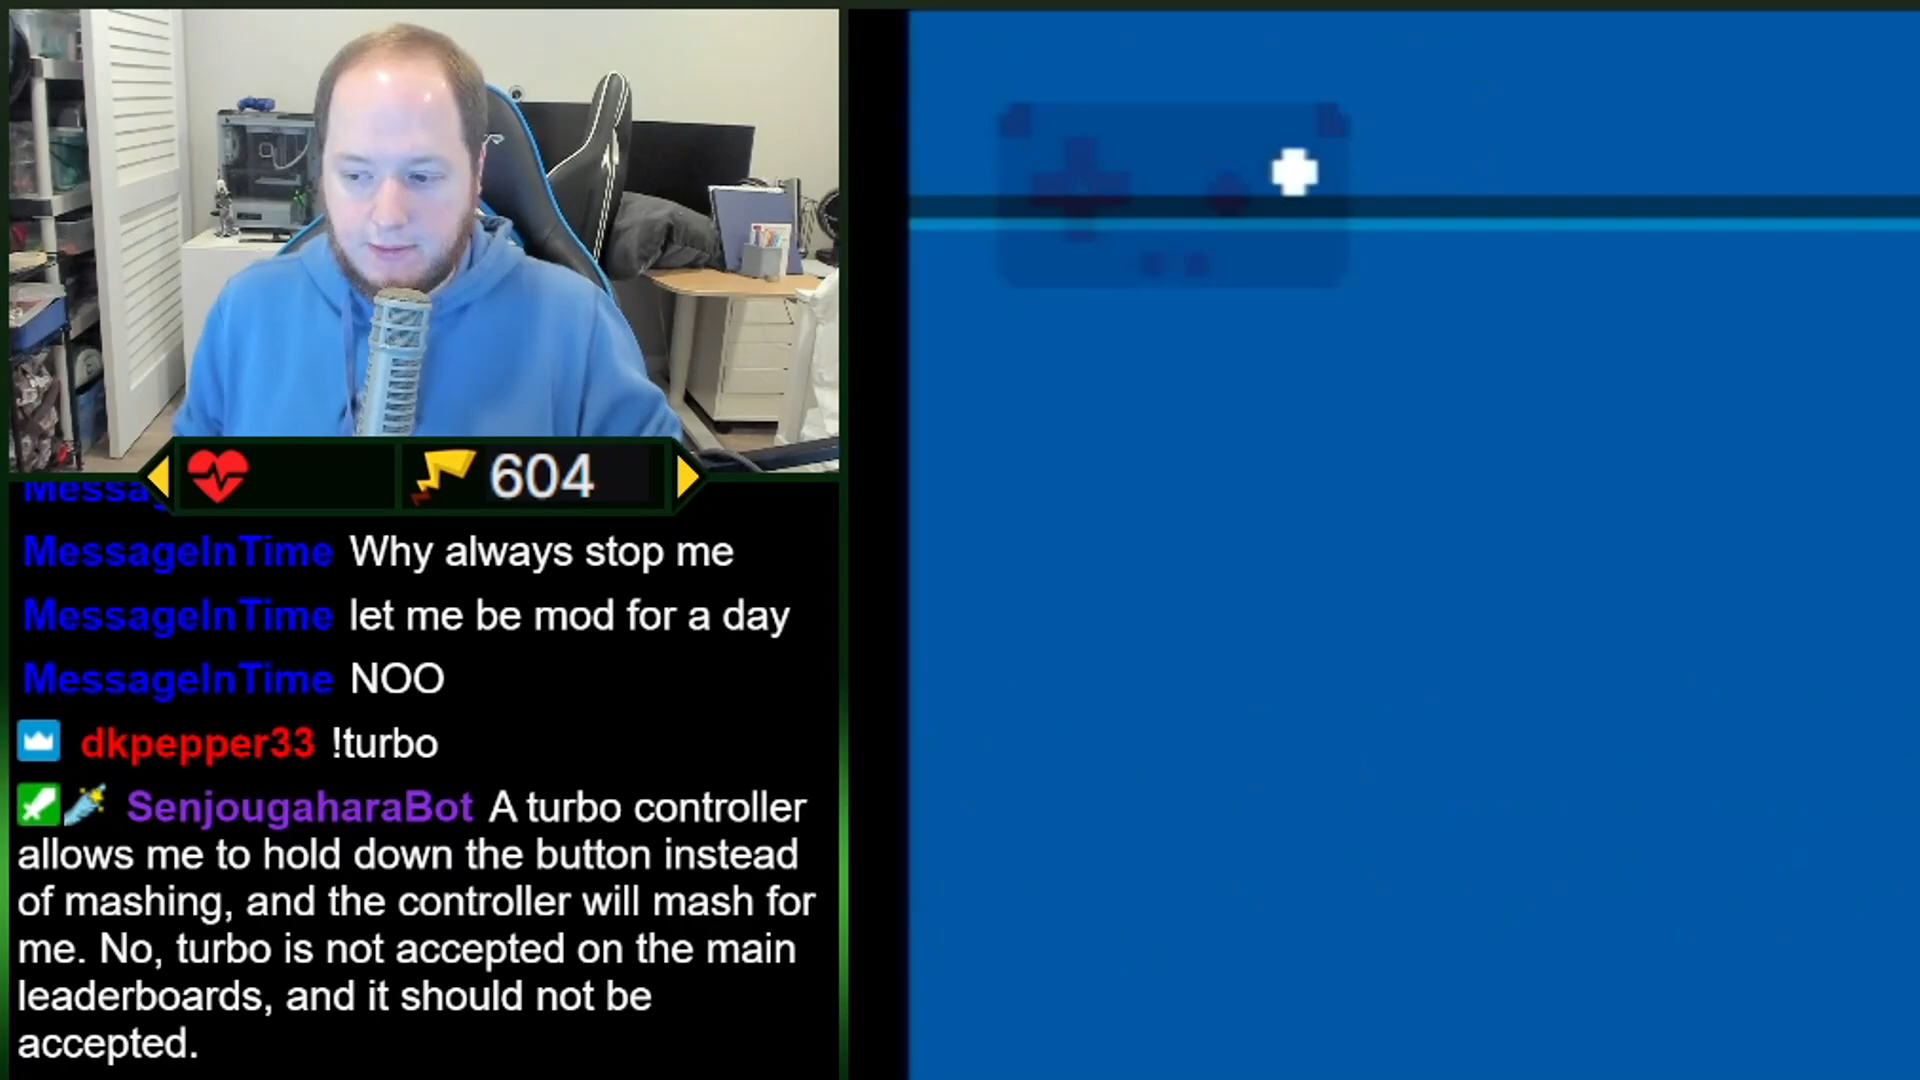 604
Messa
MessageInTime Why always stop me
MessageInTime let me be mod for a day
MessageInTime NOO
dkpepper33 !turbo
SenjougaharaBot A turbo controller
allows me to hold down the button instead
of mashing, and the controller will mash for
me. No, turbo is not accepted on the main
leaderboards, and it should not be
accepted.